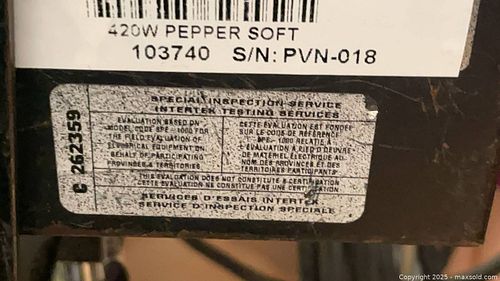 420W PEPPER SOFT
103740 S/N: PVN-018
SPECIAL INSPECTION SERVICE
INTERTEK TESTING SERVICES
C 262359
EVALUATION BASED ON
MODEL CODE SPE-1000 FOR
THE FIELD EVALUATION OF
ELECTRICAL EQUIPMENT ON
BEHALF OF PARTICIPATING
PROVINCES & TERRITORIES
CETTE ÉVALUATION EST FONDÉE
SUR LE CODE DE RÉFÉRENCE
SPE-1000 RELATIF À
L'ÉVALUATION À PIED D'OEUVRE
DE MATÉRIEL ÉLECTRIQUE AU
NOM DES PROVINCES ET DES
TERRITOIRES PARTICIPANTS
THIS EVALUATION DOES NOT CONSTITUTE A CERTIFICATION
CETTE ÉVALUATION NE CONSTITUE PAS UNE CERTIFICATION
SERVICES D'ESSAIS INTERTEK
SERVICE D'INSPECTION SPÉCIALE
Copyright © 2025 - maxsold.com